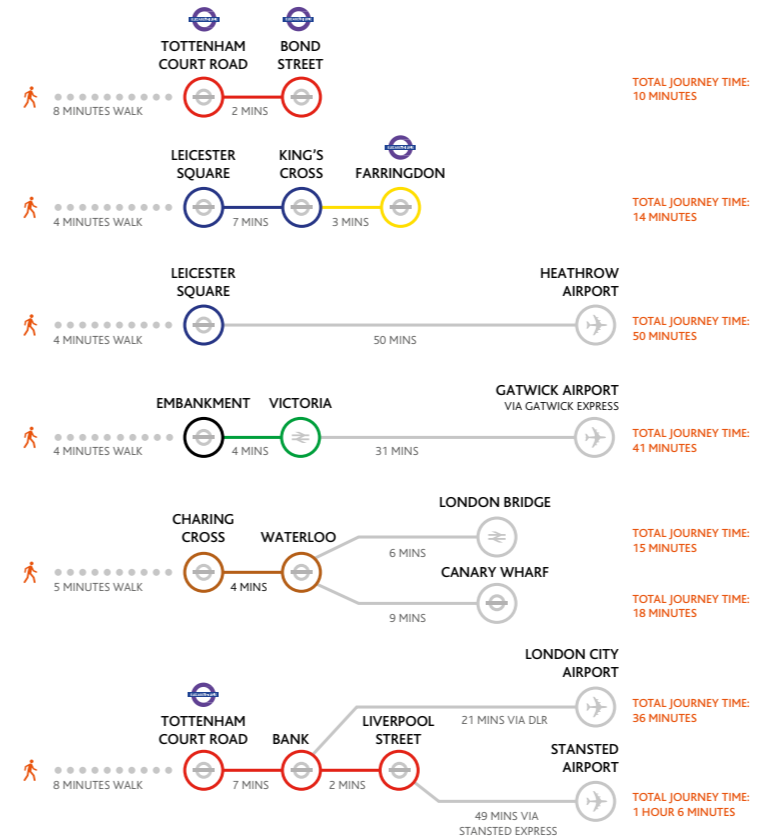 TOTTENHAM
COURT ROAD
BOND
STREET
8 MINUTES WALK
2 MINS
TOTAL JOURNEY TIME:
10 MINUTES
LEICESTER
SQUARE
KING'S
CROSS
FARRINGDON
4 MINUTES WALK
7 MINS
3 MINS
TOTAL JOURNEY TIME:
14 MINUTES
LEICESTER
SQUARE
HEATHROW
AIRPORT
4 MINUTES WALK
50 MINS
TOTAL JOURNEY TIME:
50 MINUTES
EMBANKMENT
VICTORIA
GATWICK AIRPORT
VIA GATWICK EXPRESS
4 MINUTES WALK
4 MINS
31 MINS
TOTAL JOURNEY TIME:
41 MINUTES
CHARING
CROSS
WATERLOO
LONDON BRIDGE
6 MINS
TOTAL JOURNEY TIME:
15 MINUTES
5 MINUTES WALK
4 MINS
CANARY WHARF
9 MINS
TOTAL JOURNEY TIME:
18 MINUTES
LONDON CITY
AIRPORT
21 MINS VIA DLR
TOTAL JOURNEY TIME:
36 MINUTES
TOTTENHAM
COURT ROAD
BANK
LIVERPOOL
STREET
8 MINUTES WALK
7 MINS
2 MINS
STANSTED
AIRPORT
49 MINS VIA
STANSTED EXPRESS
TOTAL JOURNEY TIME:
1 HOUR 6 MINUTES